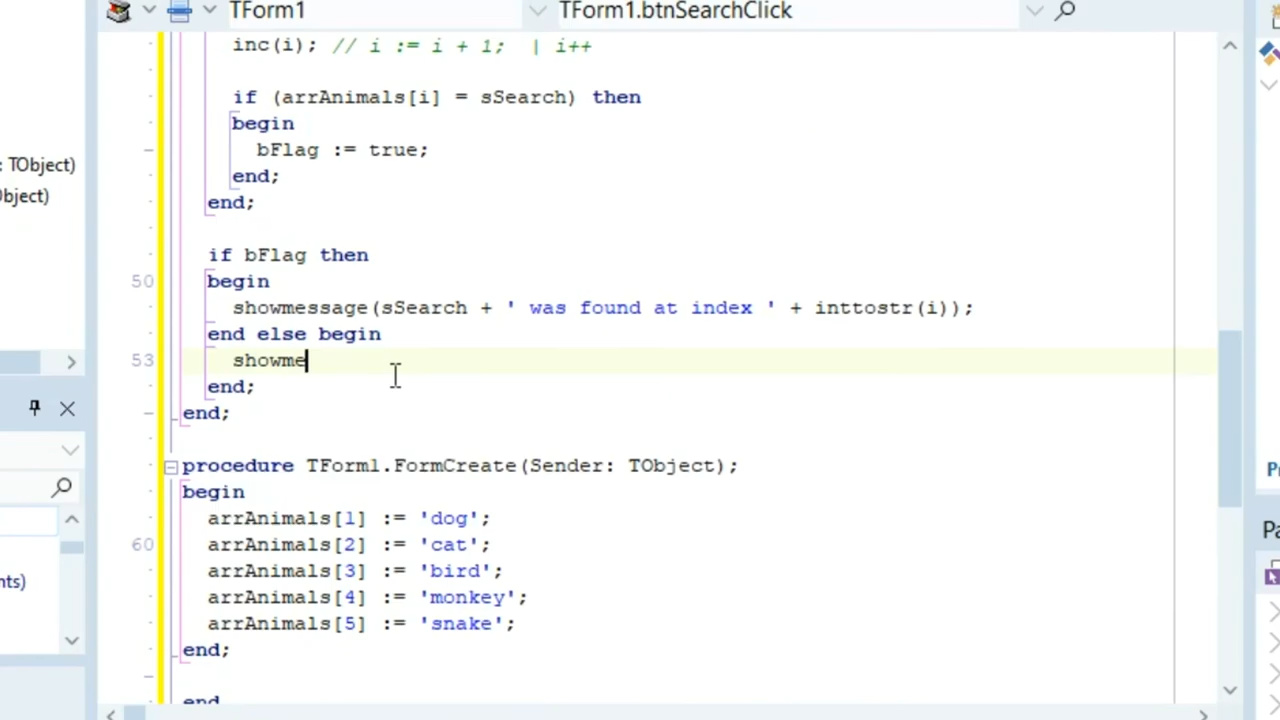 TForm1 TForm1.btnSearchClick
inc(i); // i := i + 1; | i++
if (arrAnimals[i] = sSearch) then
begin
bFlag := true;
end;
end;
: TObject)
bject)
if bFlag then
50 begin
showmessage(sSearch + ' was found at index ' + inttostr(i));
end else begin
53 showme
end;
end;
procedure TForm1.FormCreate(Sender: TObject);
begin
arrAnimals[1] := 'dog';
60 arrAnimals[2] := 'cat';
arrAnimals[3] := 'bird';
arrAnimals[4] := 'monkey';
arrAnimals[5] := 'snake';
end;
end
nts)
Pr
Pa